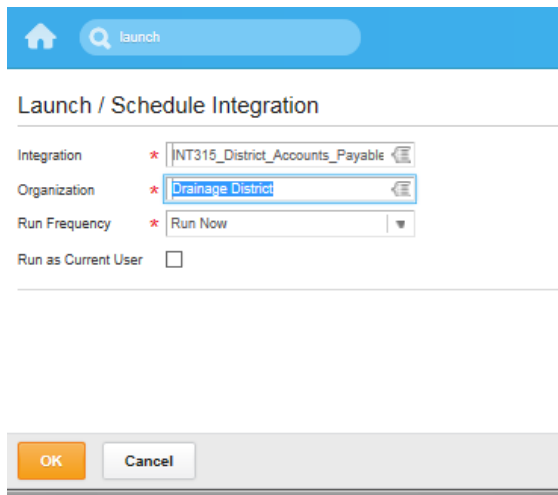 launch
Launch / Schedule Integration
Integration * INT315_District_Accounts_Payable
Organization * Drainage District
Run Frequency * Run Now
Run as Current User
OK Cancel